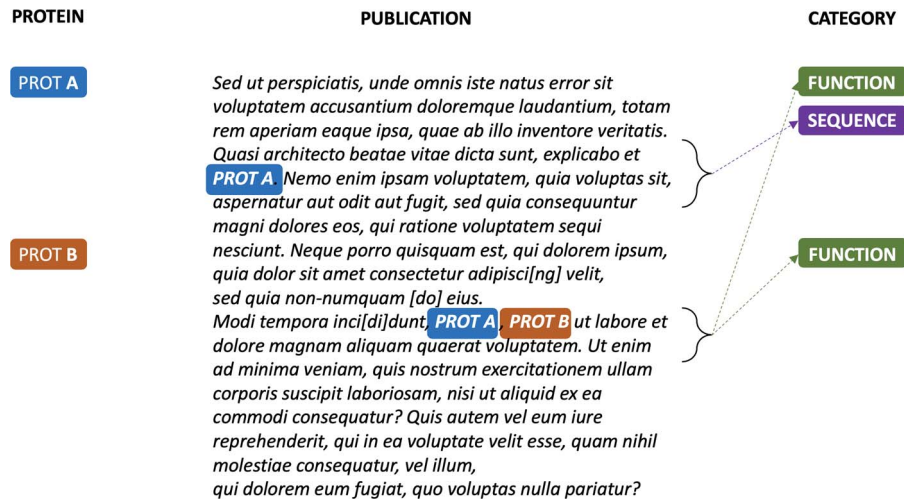 PROTEIN PUBLICATION CATEGORY
PROT A
PROT B
Sed ut perspiciatis, unde omnis iste natus error sit
voluptatem accusantium doloremque laudantium, totam
rem aperiam eaque ipsa, quae ab illo inventore veritatis.
Quasi architecto beatae vitae dicta sunt, explicabo et
PROT A. Nemo enim ipsam voluptatem, quia voluptas sit,
aspernatur aut odit aut fugit, sed quia consequuntur
magni dolores eos, qui ratione voluptatem sequi
nesciunt. Neque porro quisquam est, qui dolorem ipsum,
quia dolor sit amet consectetur adipisci[ng] velit,
sed quia non-numquam [do] eius.
Modi tempora inci[di]dunt, PROT A, PROT B ut labore et
dolore magnam aliquam quaerat voluptatem. Ut enim
ad minima veniam, quis nostrum exercitationem ullam
corporis suscipit laboriosam, nisi ut aliquid ex ea
commodi consequatur? Quis autem vel eum iure
reprehenderit, qui in ea voluptate velit esse, quam nihil
molestiae consequatur, vel illum,
qui dolorem eum fugiat, quo voluptas nulla pariatur?
FUNCTION
SEQUENCE
FUNCTION